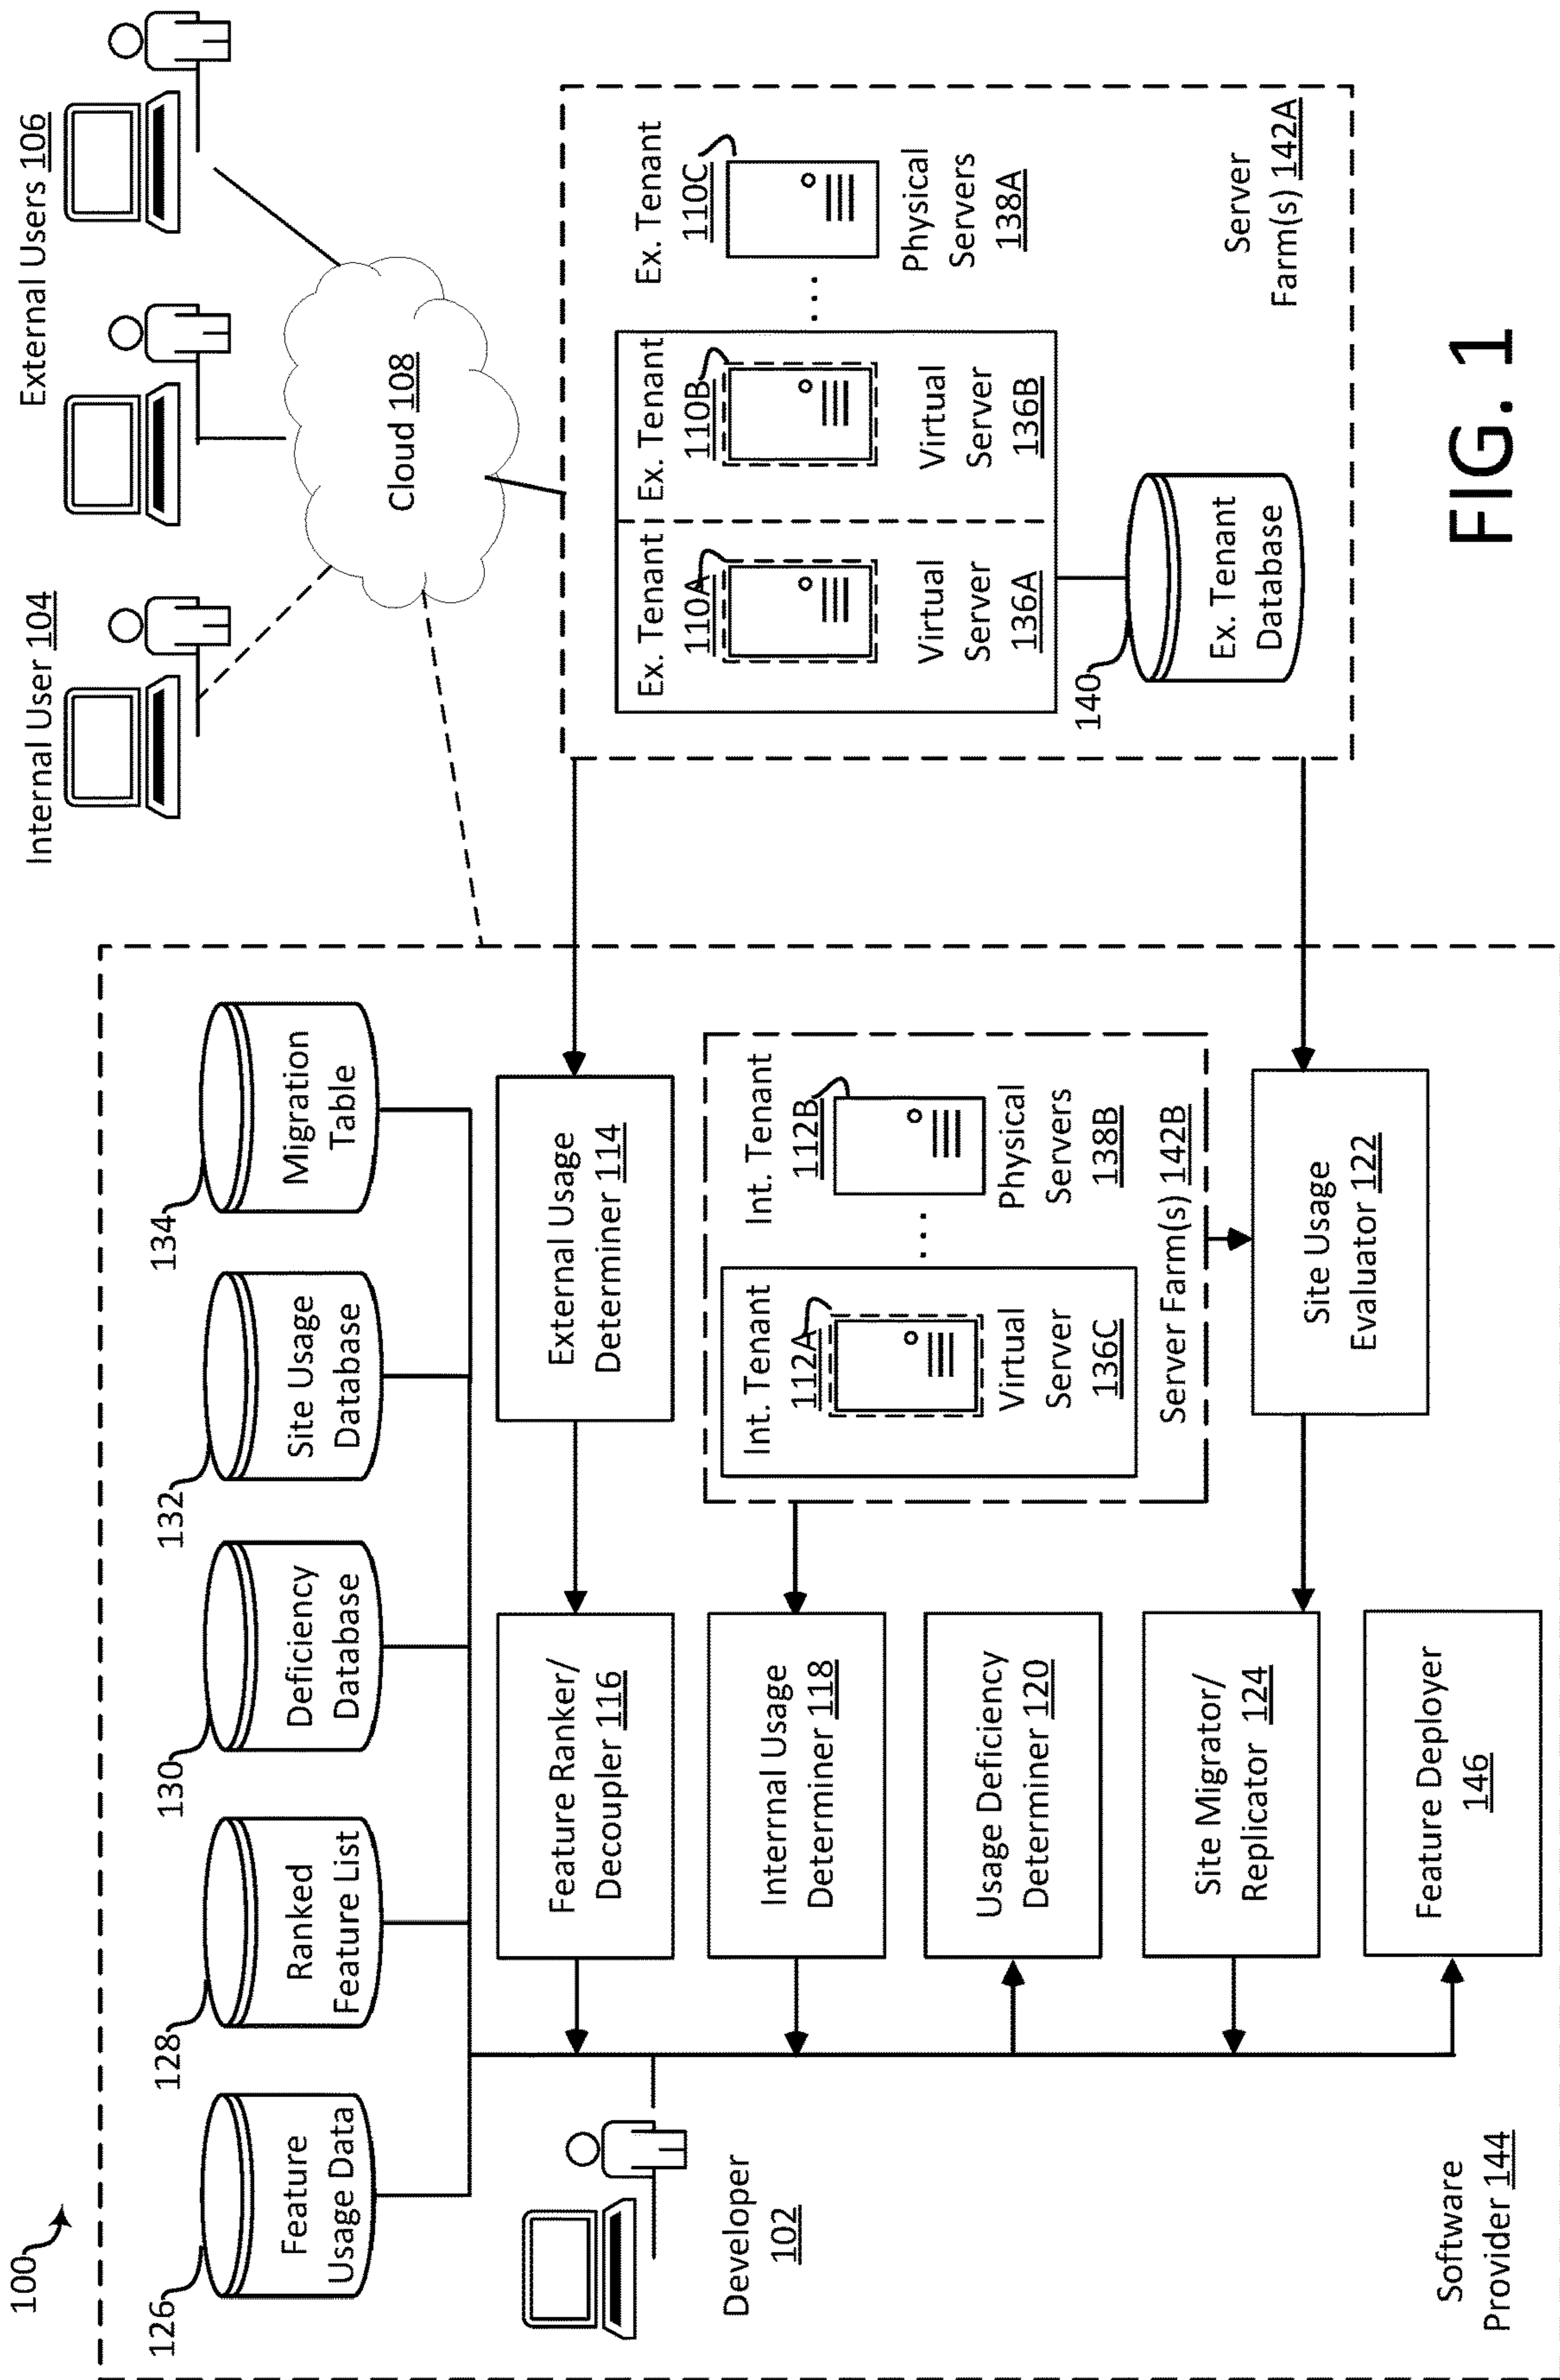 100
126
Feature
Usage Data
128
Ranked
Feature List
130
Deficiency
Database
132
Site Usage
Database
134
Migration
Table
Internal User 104
External Users 106
Cloud 108
Developer
102
Feature Ranker/
Decoupler 116
External Usage
Determiner 114
Internal Usage
Determiner 118
Usage Deficiency
Determiner 120
Site Migrator/
Replicator 124
Feature Deployer
146
Int. Tenant
112A
Virtual
Server
136C
...
Int. Tenant
112B
Physical
Servers
138B
Server Farm(s) 142B
Site Usage
Evaluator 122
Ex. Tenant
110A
Virtual
Server
136A
Ex. Tenant
110B
Virtual
Server
136B
...
Ex. Tenant
110C
Physical
Servers
138A
140
Ex. Tenant
Database
Server
Farm(s) 142A
Software
Provider 144
FIG. 1